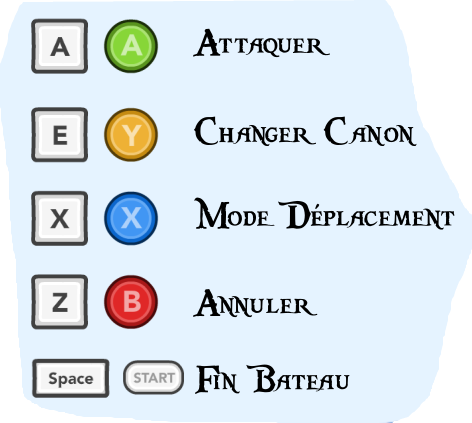 A A Attaquer
E Y Changer Canon
X X Mode Déplacement
Z B Annuler
Space START Fin Bateau